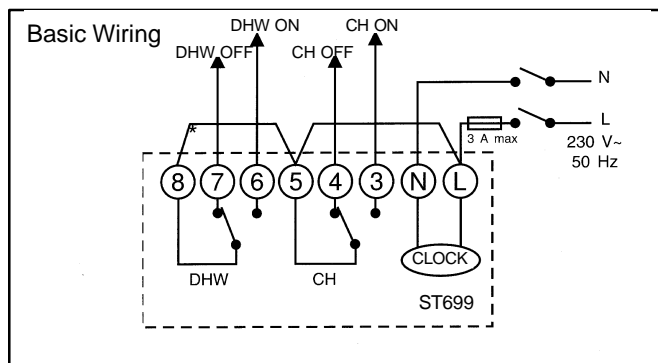 Basic Wiring
DHW ON
CH ON
DHW OFF
CH OFF
N
L
3 A max
230 V~
50 Hz
*
8 7 6 5 4 3 N L
CLOCK
DHW
CH
ST699